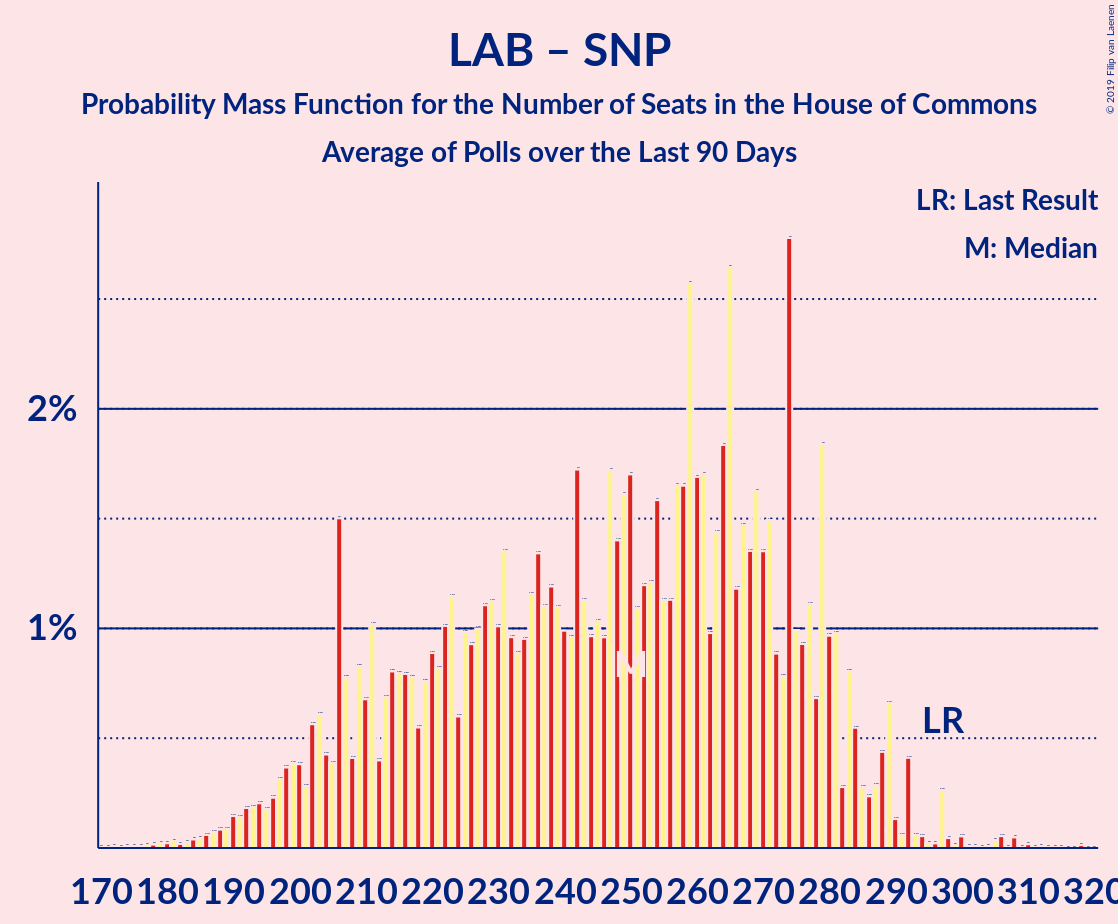 LAB – SNP
Probability Mass Function for the Number of Seats in the House of Commons
Average of Polls over the Last 90 Days
© 2019 Filip van Laenen
LR: Last Result
M: Median
2%
1%
M
LR
170 180 190 200 210 220 230 240 250 260 270 280 290 300 310 320